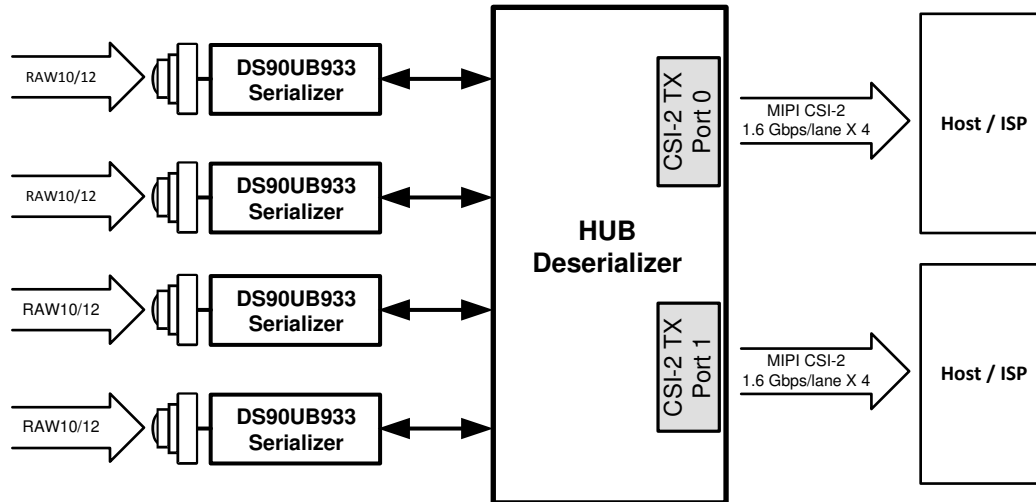 RAW10/12
DS90UB933
Serializer
RAW10/12
DS90UB933
Serializer
RAW10/12
DS90UB933
Serializer
RAW10/12
DS90UB933
Serializer
HUB
Deserializer
CSI-2 TX
Port 0
MIPI CSI-2
1.6 Gbps/lane X 4
Host / ISP
CSI-2 TX
Port 1
MIPI CSI-2
1.6 Gbps/lane X 4
Host / ISP